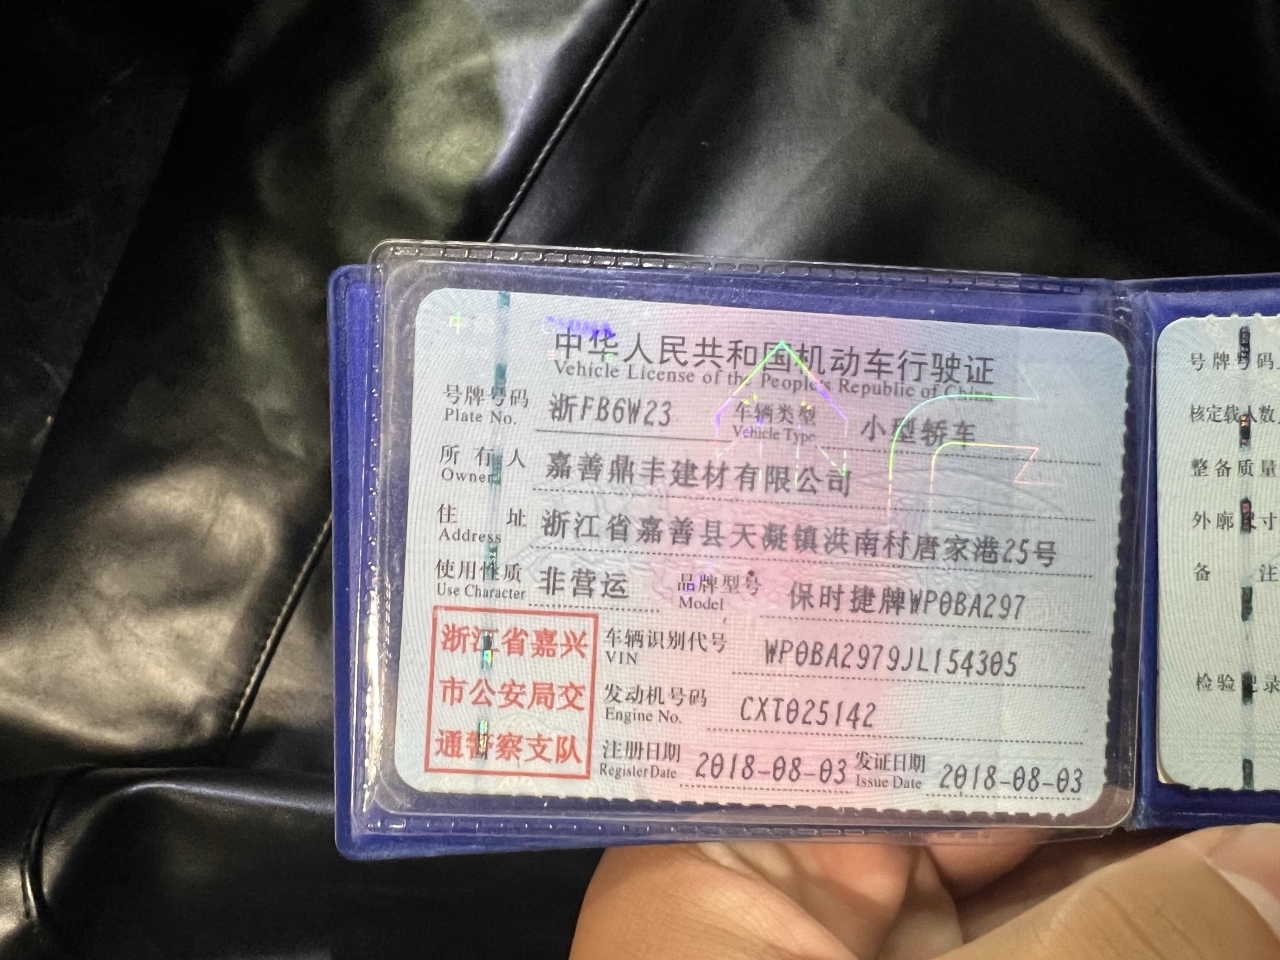 中华人民共和国机动车行驶证
Vehicle License of the People's Republic of China
号牌号码 浙FB6W23 车辆类型 小型轿车
Plate No. Vehicle Type
所有人 嘉善鼎丰建材有限公司
Owner
住址 浙江省嘉善县天凝镇洪南村唐家港25号
Address
使用性质 非营运 品牌型号 保时捷牌WP0BA297
Use Character Model
浙江省嘉兴
市公安局交
通警察支队
车辆识别代号 WP0BA2979JL154305
VIN
发动机号码 CXT025142
Engine No.
注册日期 2018-08-03 发证日期 2018-08-03
Register Date Issue Date
号牌号码
核定载人数
整备质量
外廓尺寸
备注
检验记录